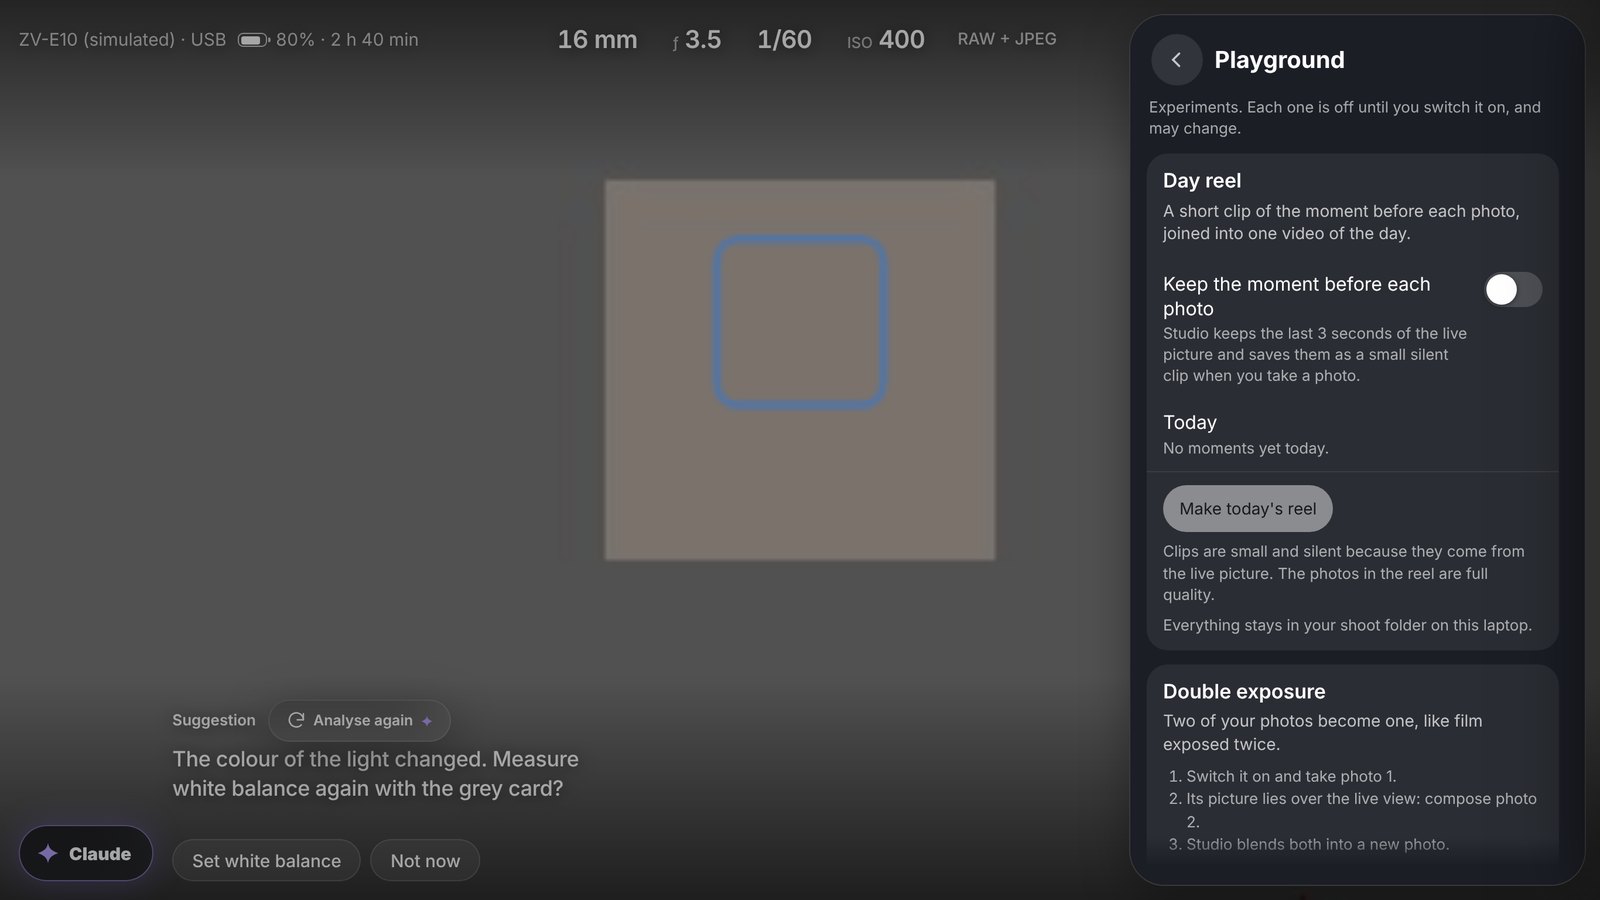 ZV-E10 (simulated) · USB 80% · 2 h 40 min
16 mm ƒ 3.5 1/60 ISO 400 RAW + JPEG
Suggestion Analyse again
The colour of the light changed. Measure
white balance again with the grey card?
Claude
Set white balance Not now
Playground
Experiments. Each one is off until you switch it on, and
may change.
Day reel
A short clip of the moment before each photo,
joined into one video of the day.
Keep the moment before each
photo
Studio keeps the last 3 seconds of the live
picture and saves them as a small silent
clip when you take a photo.
Today
No moments yet today.
Make today's reel
Clips are small and silent because they come from
the live picture. The photos in the reel are full
quality.
Everything stays in your shoot folder on this laptop.
Double exposure
Two of your photos become one, like film
exposed twice.
1. Switch it on and take photo 1.
2. Its picture lies over the live view: compose photo
2.
3. Studio blends both into a new photo.